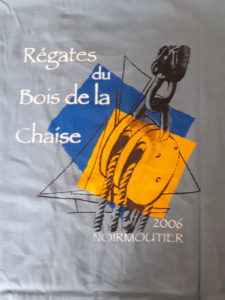 Régates
du
Bois de la
Chaise
2006
NOIRMOUTIER